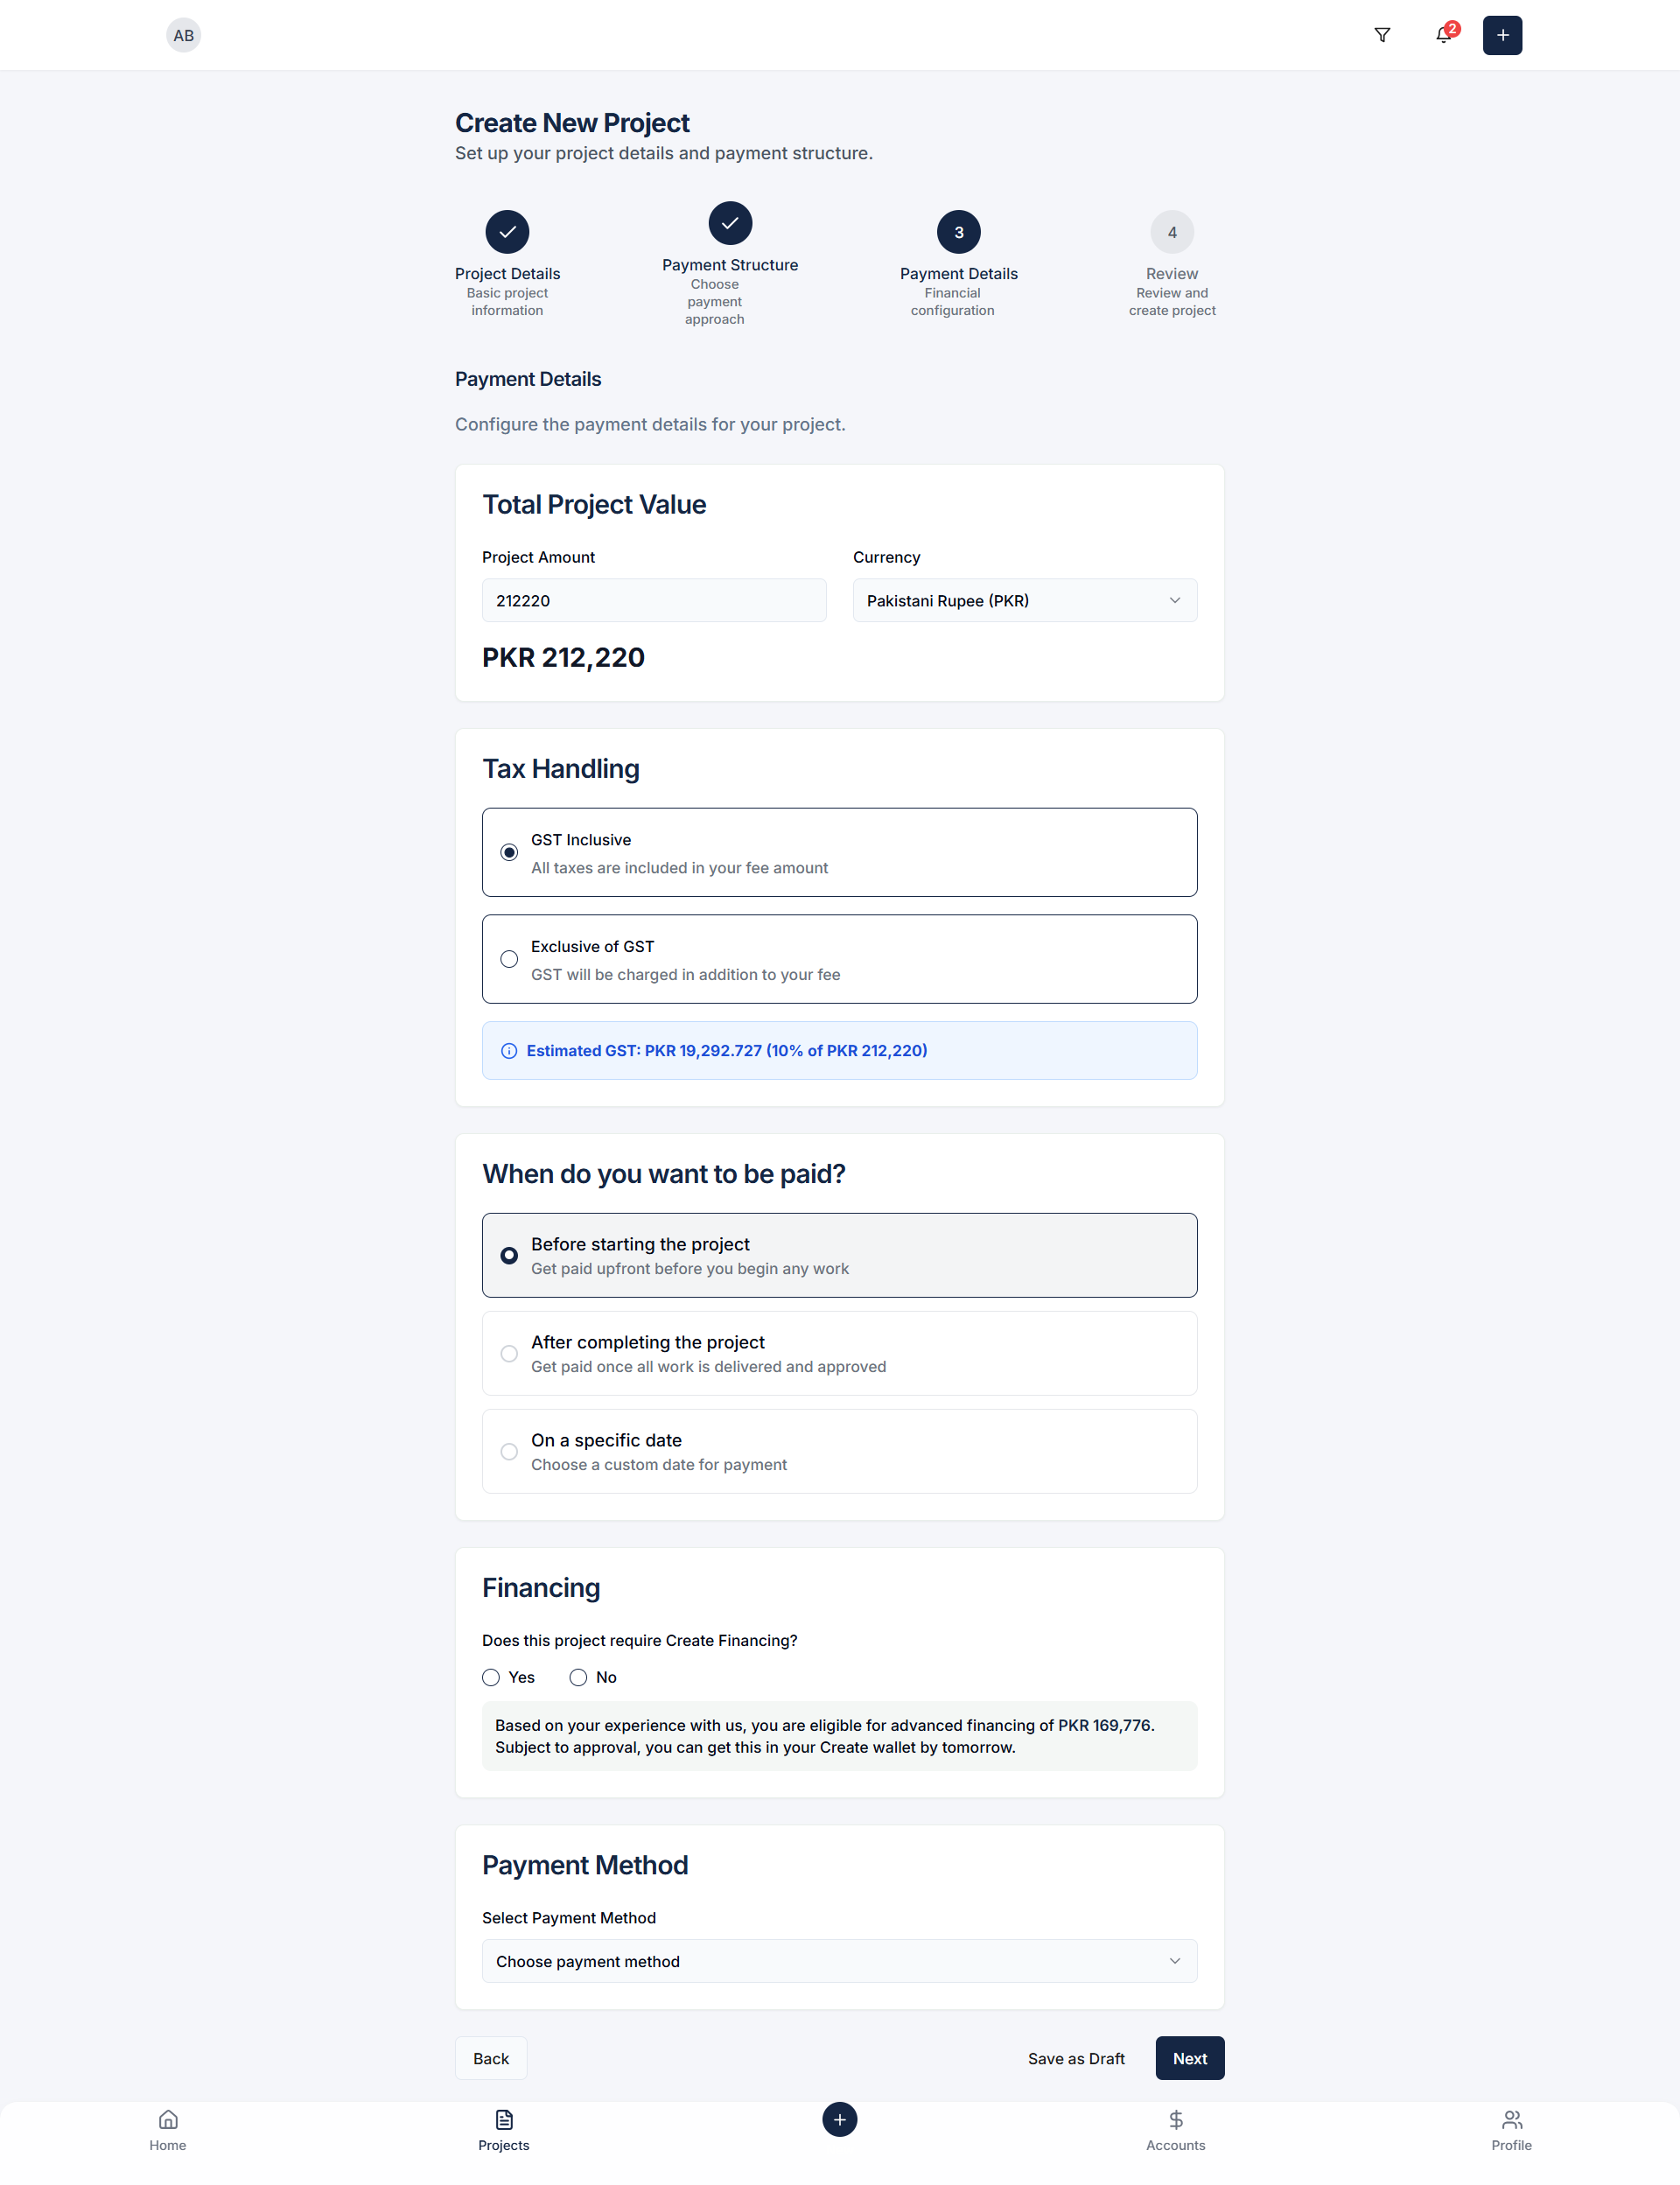 AB
2
Create New Project
Set up your project details and payment structure.
Project Details
Basic project
information
Payment Structure
Choose
payment
approach
3
Payment Details
Financial
configuration
4
Review
Review and
create project
Payment Details
Configure the payment details for your project.
Total Project Value
Project Amount
212220
Currency
Pakistani Rupee (PKR)
PKR 212,220
Tax Handling
GST Inclusive
All taxes are included in your fee amount
Exclusive of GST
GST will be charged in addition to your fee
Estimated GST: PKR 19,292.727 (10% of PKR 212,220)
When do you want to be paid?
Before starting the project
Get paid upfront before you begin any work
After completing the project
Get paid once all work is delivered and approved
On a specific date
Choose a custom date for payment
Financing
Does this project require Create Financing?
Yes
No
Based on your experience with us, you are eligible for advanced financing of PKR 169,776.
Subject to approval, you can get this in your Create wallet by tomorrow.
Payment Method
Select Payment Method
Choose payment method
Back
Save as Draft
Next
Home
Projects
Accounts
Profile